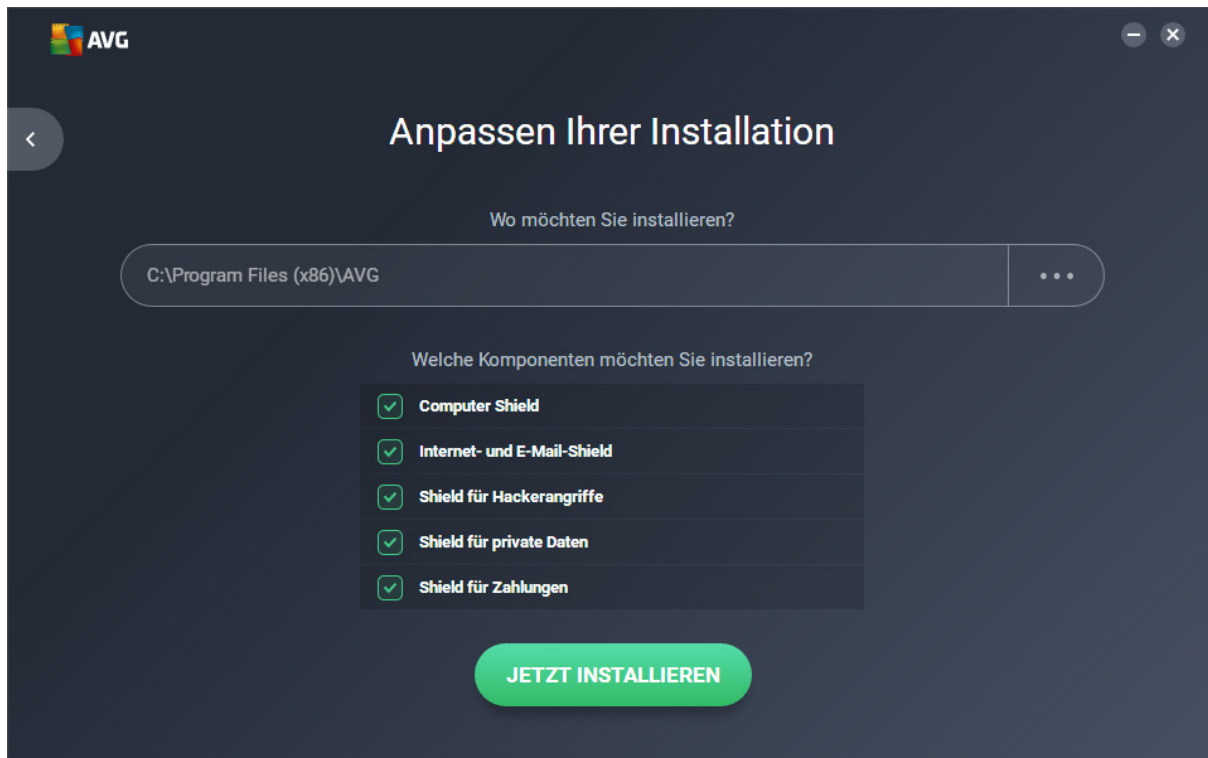 AVG
Anpassen Ihrer Installation
Wo möchten Sie installieren?
C:\Program Files (x86)\AVG
Welche Komponenten möchten Sie installieren?
Computer Shield
Internet- und E-Mail-Shield
Shield für Hackerangriffe
Shield für private Daten
Shield für Zahlungen
JETZT INSTALLIEREN